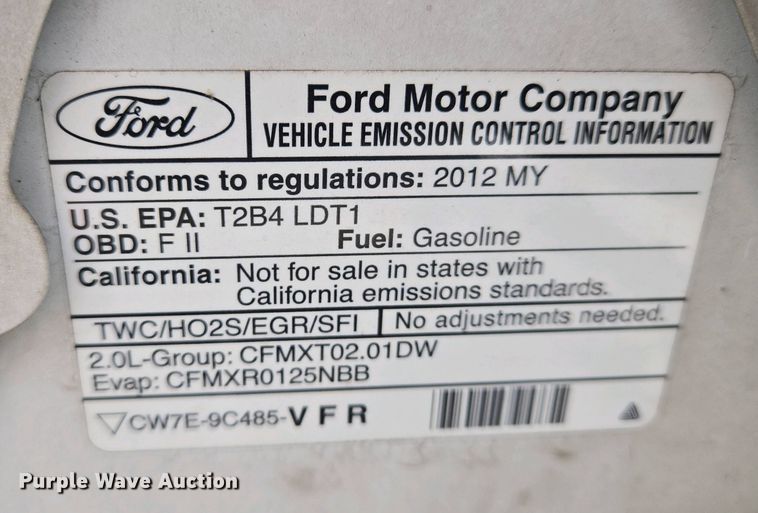 Ford
Ford Motor Company
VEHICLE EMISSION CONTROL INFORMATION
Conforms to regulations: 2012 MY
U.S. EPA: T2B4 LDT1
OBD: F II Fuel: Gasoline
California: Not for sale in states with
California emissions standards.
TWC/HO2S/EGR/SFI No adjustments needed.
2.0L-Group: CFMXT02.01DW
Evap: CFMXR0125NBB
CW7E-9C485-VFR
Purple Wave Auction